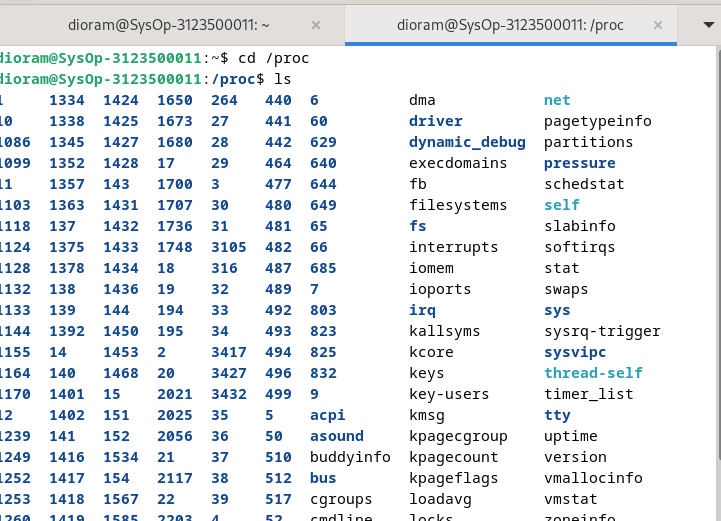 dioram@SysOp-3123500011: ~ × dioram@SysOp-3123500011: /proc ×
dioram@SysOp-3123500011:~$ cd /proc
dioram@SysOp-3123500011:/proc$ ls
1 1334 1424 1650 264 440 6 dma net
10 1338 1425 1673 27 441 60 driver pagetypeinfo
1086 1345 1427 1680 28 442 629 dynamic_debug partitions
1099 1352 1428 17 29 464 640 execdomains pressure
11 1357 143 1700 3 477 644 fb schedstat
1103 1363 1431 1707 30 480 649 filesystems self
1118 137 1432 1736 31 481 65 fs slabinfo
1124 1375 1433 1748 3105 482 66 interrupts softirqs
1128 1378 1434 18 316 487 685 iomem stat
1132 138 1436 19 32 489 7 ioports swaps
1133 139 144 194 33 492 803 irq sys
1144 1392 1450 195 34 493 823 kallsyms sysrq-trigger
1155 14 1453 2 3417 494 825 kcore sysvipc
1164 140 1468 20 3427 496 832 keys thread-self
1170 1401 15 2021 3432 499 9 key-users timer_list
12 1402 151 2025 35 5 acpi kmsg tty
1239 141 152 2056 36 50 asound kpagecgroup uptime
1249 1416 1534 21 37 510 buddyinfo kpagecount version
1252 1417 154 2117 38 512 bus kpageflags vmallocinfo
1253 1418 1567 22 39 517 cgroups loadavg vmstat
1260 1419 1585 2203 4 52 cmdline locks zoneinfo